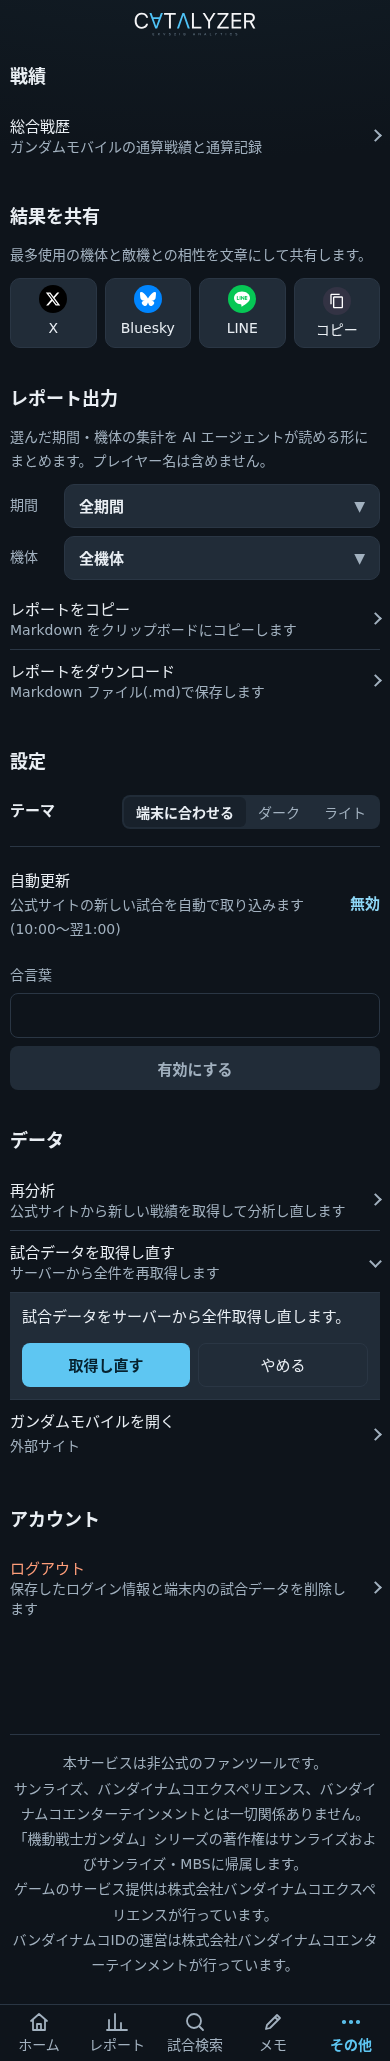 CATALYZER
戦績
総合戦歴
ガンダムモバイルの通算戦績と通算記録
結果を共有
最多使用の機体と敵機との相性を文章にして共有します。
X
Bluesky
LINE
コピー
レポート出力
選んだ期間・機体の集計を AI エージェントが読める形に
まとめます。プレイヤー名は含めません。
期間
全期間
▼
機体
全機体
▼
レポートをコピー
Markdown をクリップボードにコピーします
レポートをダウンロード
Markdown ファイル(.md)で保存します
設定
テーマ
端末に合わせる
ダーク
ライト
自動更新
公式サイトの新しい試合を自動で取り込みます
(10:00〜翌1:00)
無効
合言葉
有効にする
データ
再分析
公式サイトから新しい戦績を取得して分析し直します
試合データを取得し直す
サーバーから全件を再取得します
試合データをサーバーから全件取得し直します。
取得し直す
やめる
ガンダムモバイルを開く
外部サイト
アカウント
ログアウト
保存したログイン情報と端末内の試合データを削除し
ます
本サービスは非公式のファンツールです。
サンライズ、バンダイナムコエクスペリエンス、バンダイ
ナムコエンターテインメントとは一切関係ありません。
「機動戦士ガンダム」シリーズの著作権はサンライズおよ
びサンライズ・MBSに帰属します。
ゲームのサービス提供は株式会社バンダイナムコエクスペ
リエンスが行っています。
バンダイナムコIDの運営は株式会社バンダイナムコエンタ
ーテインメントが行っています。
ホーム
レポート
試合検索
メモ
その他